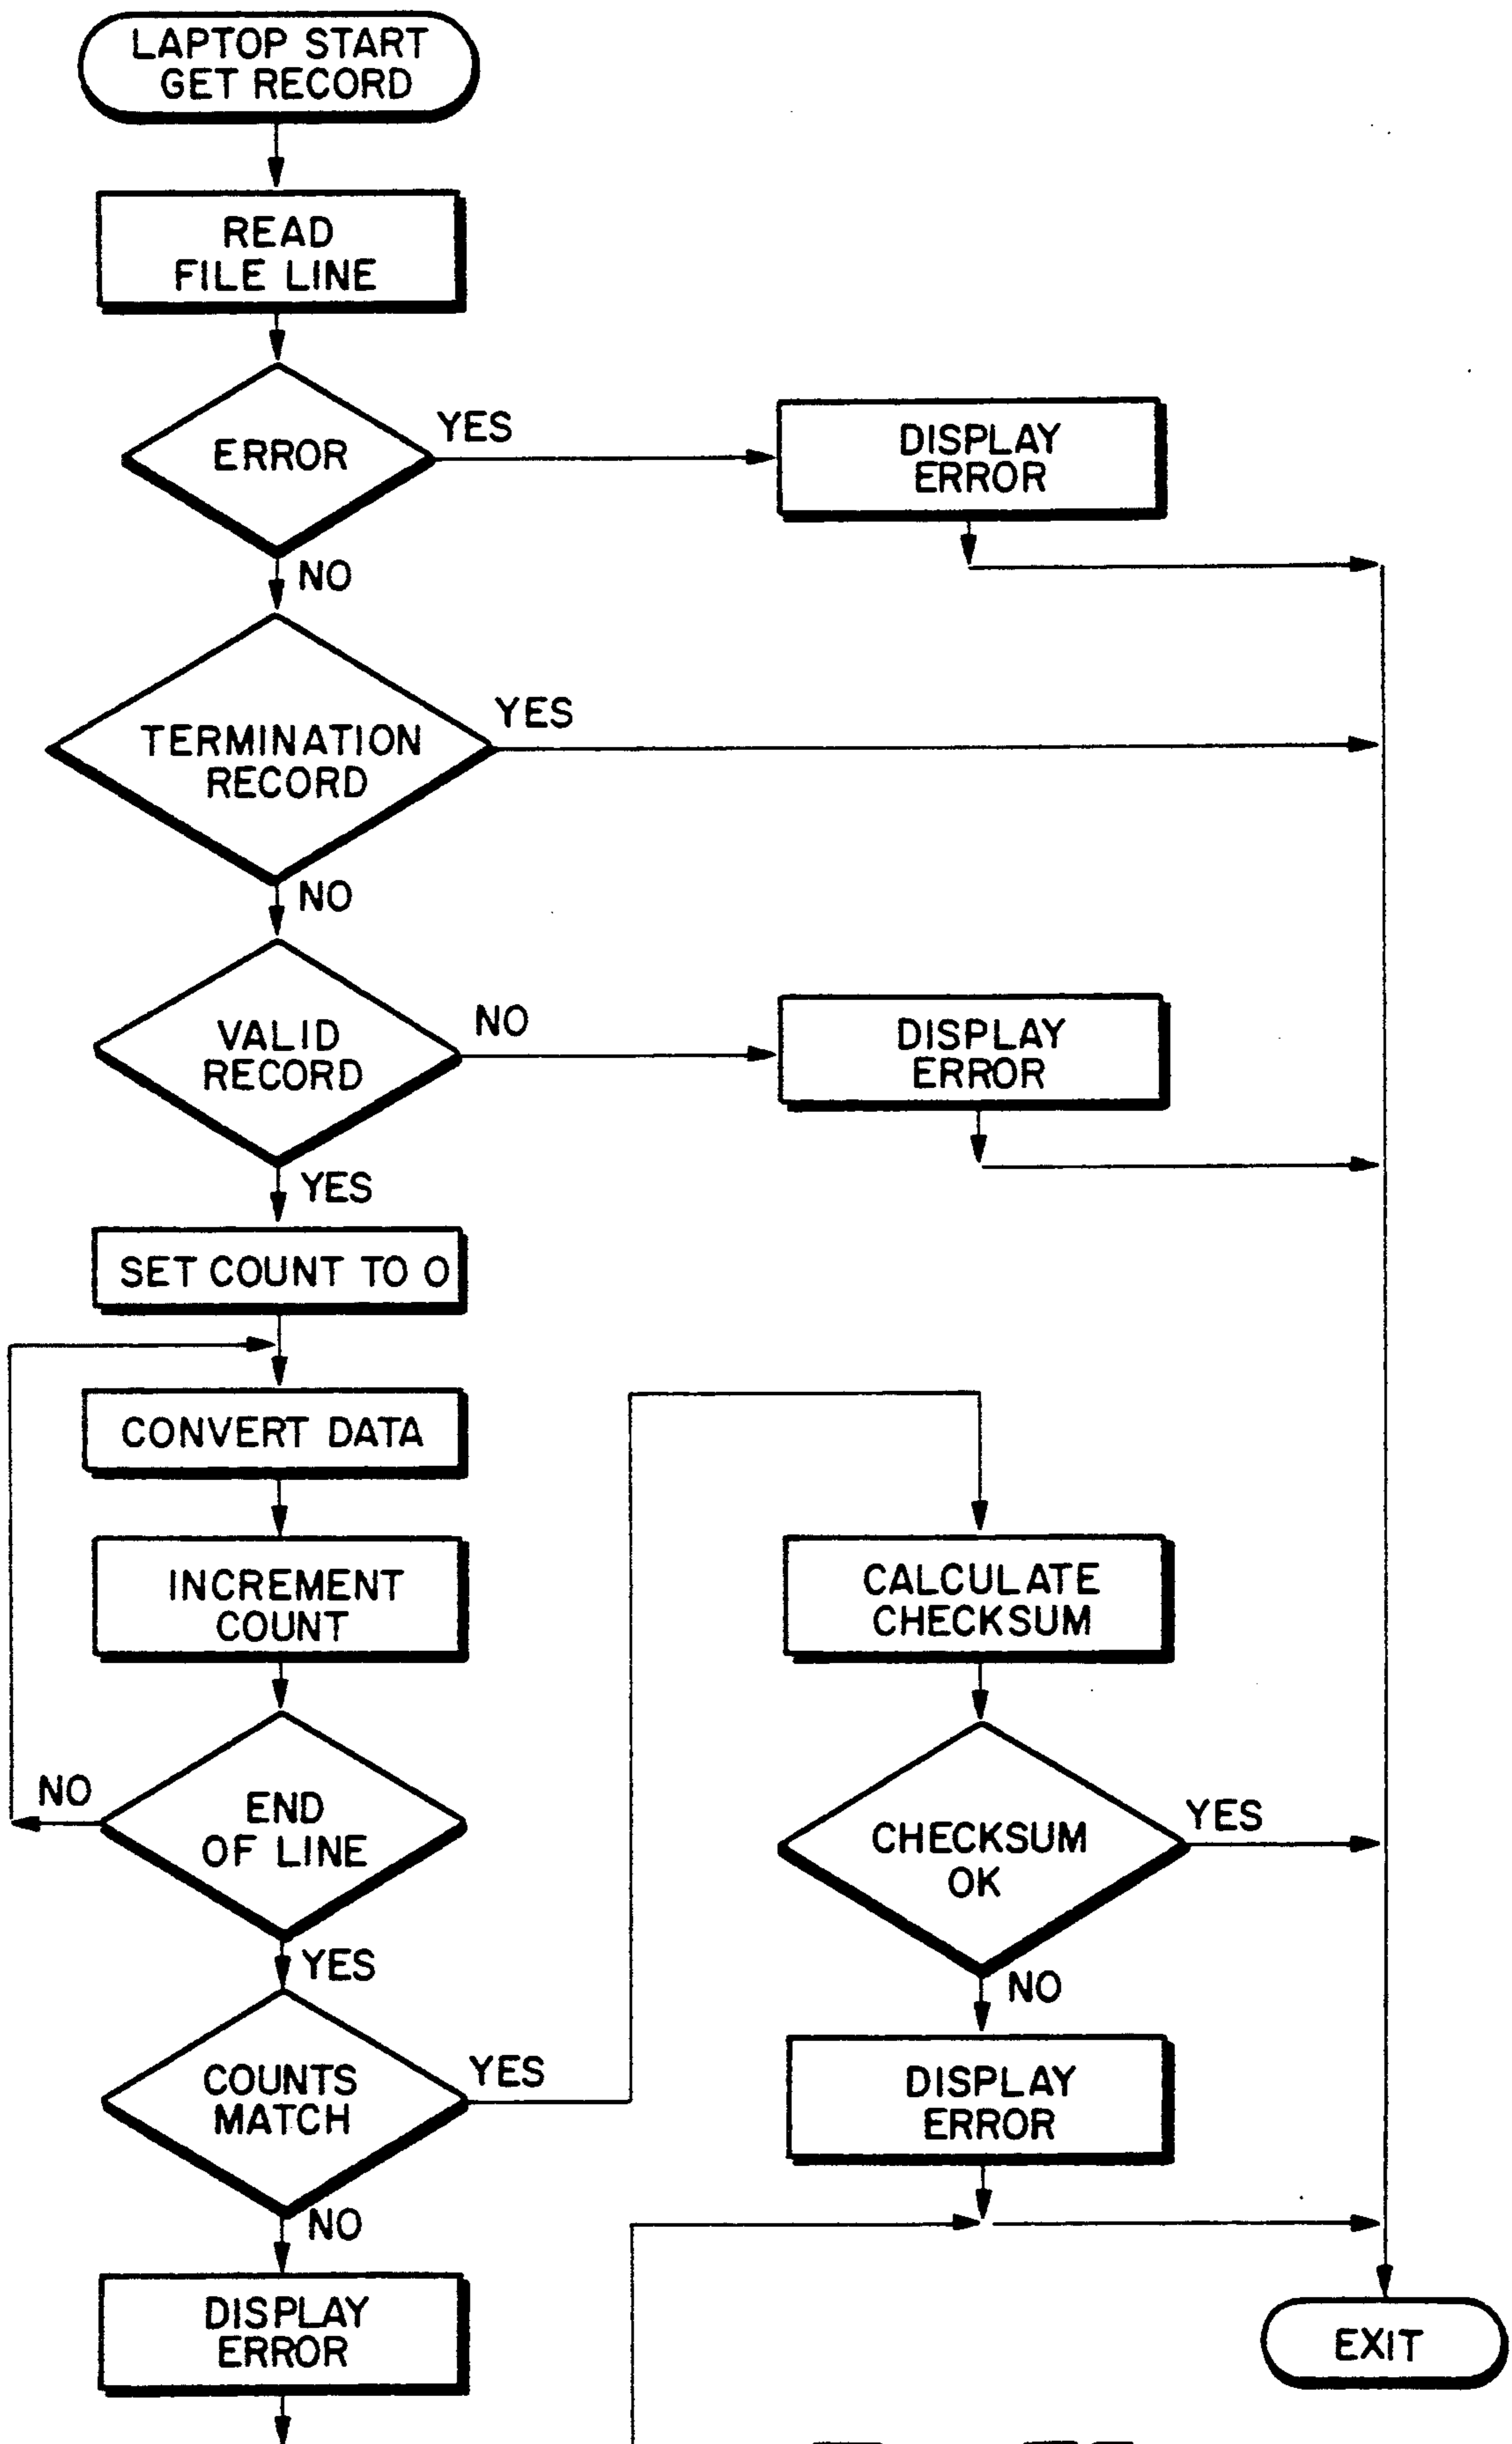 LAPTOP START
GET RECORD
READ
FILE LINE
ERROR
YES
DISPLAY
ERROR
NO
TERMINATION
RECORD
YES
NO
VALID
RECORD
NO
DISPLAY
ERROR
YES
SET COUNT TO 0
CONVERT DATA
INCREMENT
COUNT
END
OF LINE
NO
YES
COUNTS
MATCH
YES
CALCULATE
CHECKSUM
CHECKSUM
OK
YES
NO
DISPLAY
ERROR
NO
DISPLAY
ERROR
EXIT